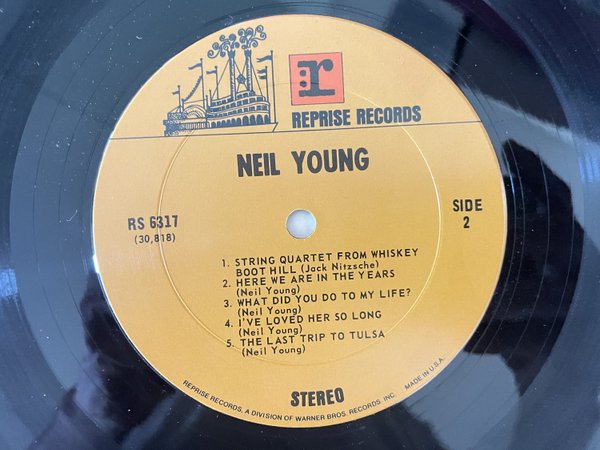 r
REPRISE RECORDS
NEIL YOUNG
RS 6317
(30,818)
SIDE
2
1. STRING QUARTET FROM WHISKEY
BOOT HILL (Jack Nitzsche)
2. HERE WE ARE IN THE YEARS
(Neil Young)
3. WHAT DID YOU DO TO MY LIFE?
(Neil Young)
4. I'VE LOVED HER SO LONG
(Neil Young)
5. THE LAST TRIP TO TULSA
(Neil Young)
STEREO
REPRISE RECORDS, A DIVISION OF WARNER BROS. RECORDS, INC. MADE IN U.S.A.